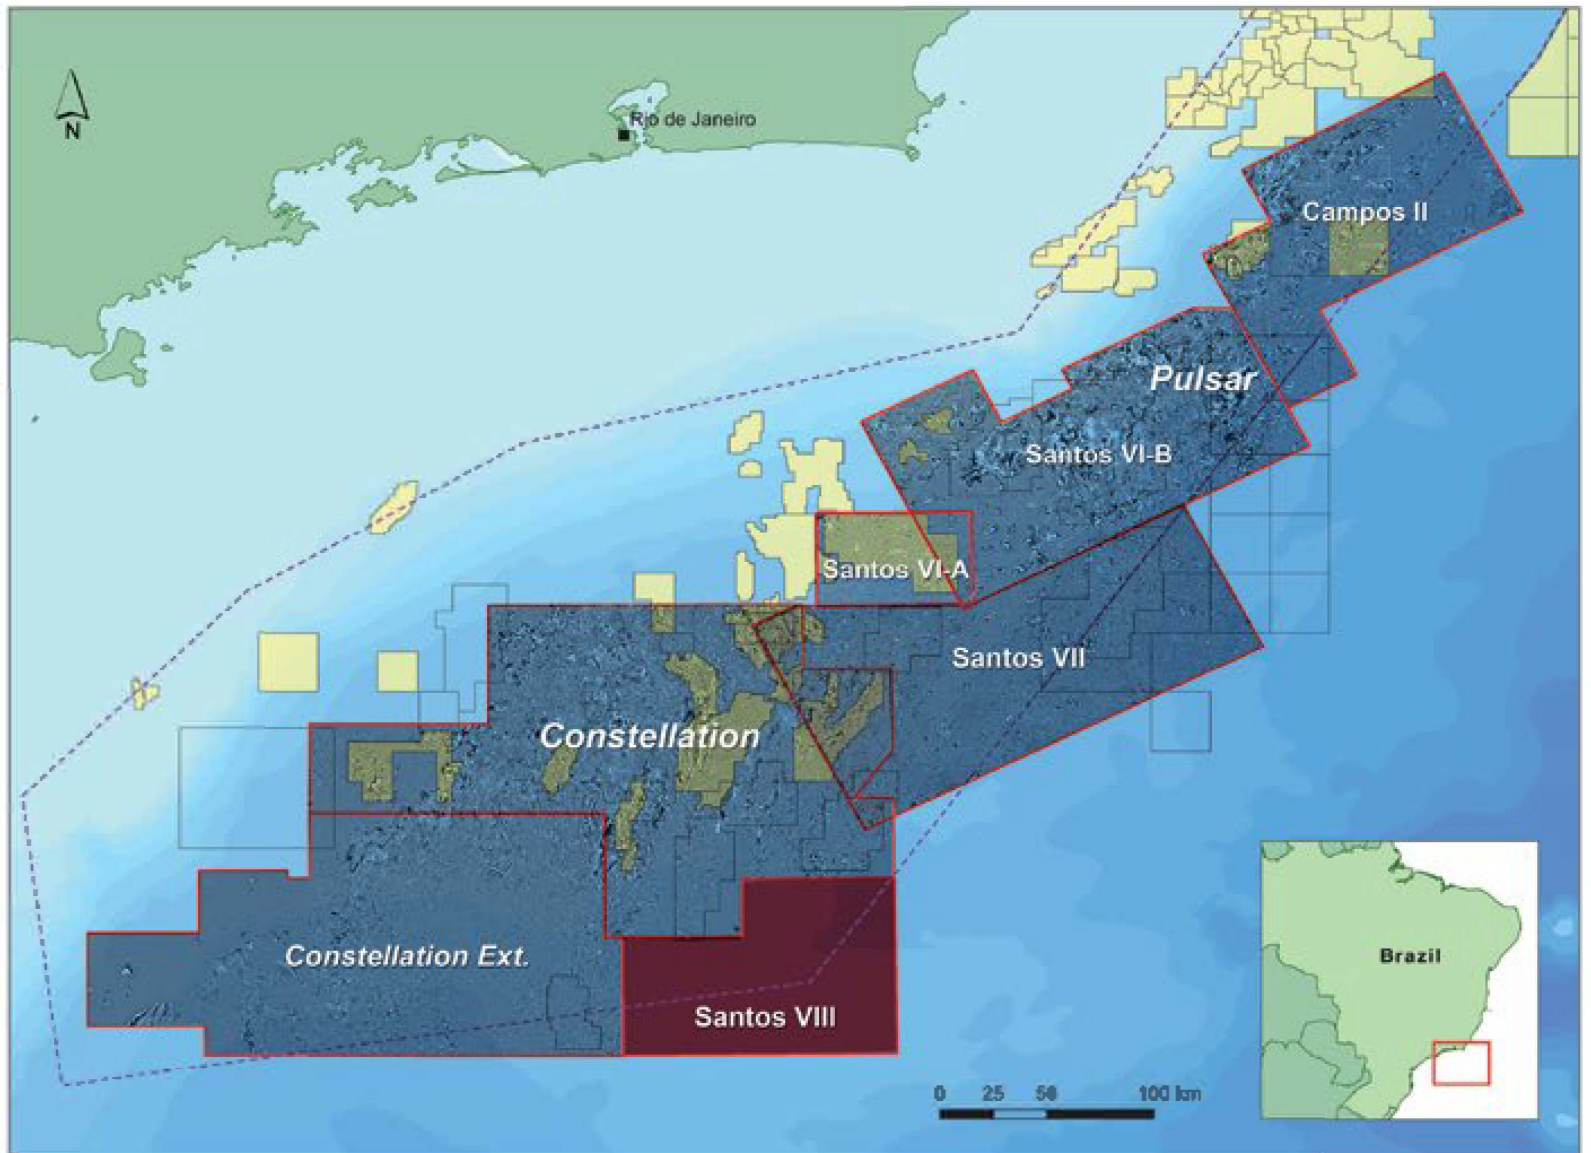 N
Rio de Janeiro
Campos II
Pulsar
Santos VI-B
Santos VI-A
Santos VII
Constellation
Constellation Ext.
Santos VIII
Brazil
0 25 50 100 km